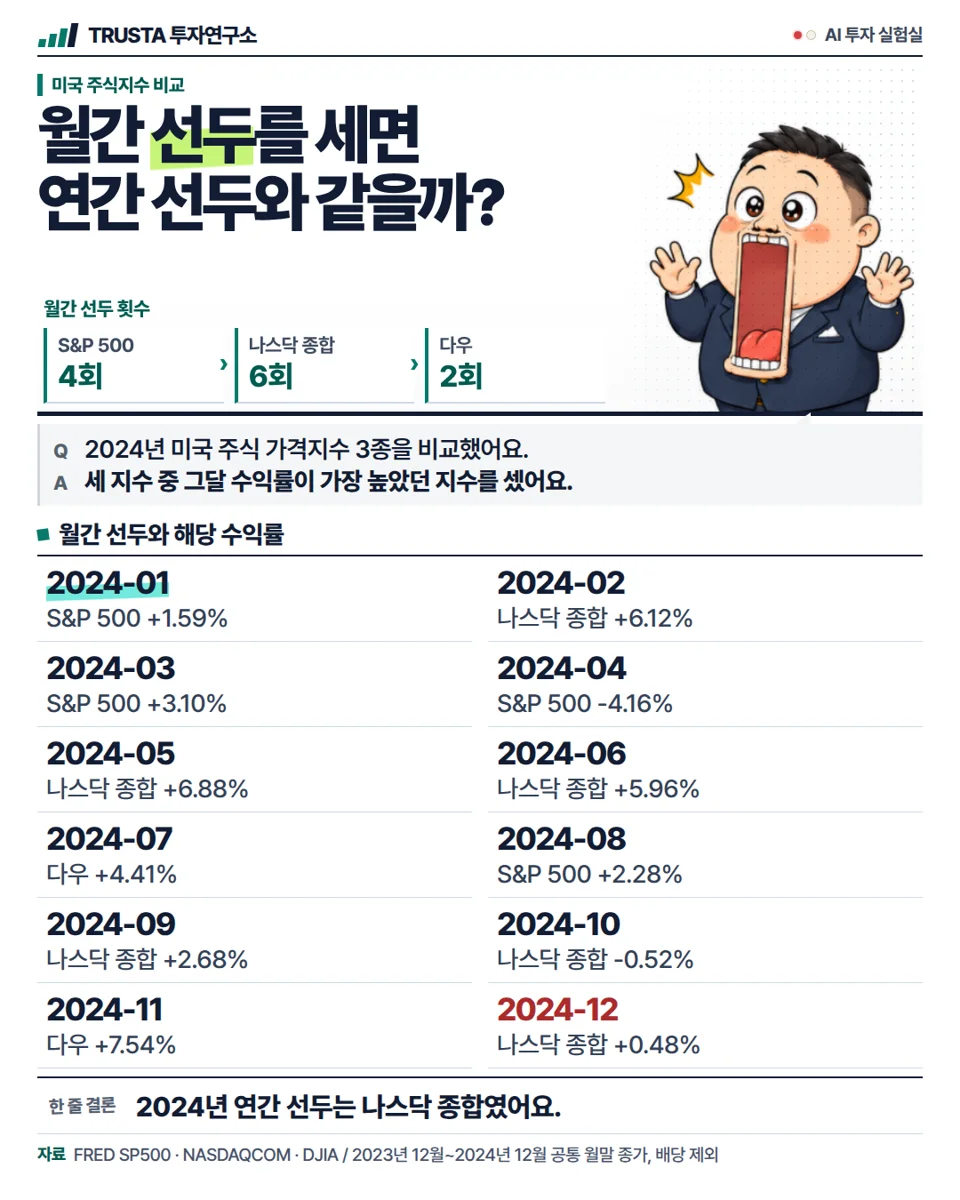 TRUSTA 투자연구소
AI 투자 실험실
미국 주식지수 비교
월간 선두를 세면
연간 선두와 같을까?
월간 선두 횟수
S&P 500
4회
›
나스닥 종합
6회
›
다우
2회
Q 2024년 미국 주식 가격지수 3종을 비교했어요.
A 세 지수 중 그달 수익률이 가장 높았던 지수를 셌어요.
월간 선두와 해당 수익률
2024-01
S&P 500 +1.59%
2024-02
나스닥 종합 +6.12%
2024-03
S&P 500 +3.10%
2024-04
S&P 500 -4.16%
2024-05
나스닥 종합 +6.88%
2024-06
나스닥 종합 +5.96%
2024-07
다우 +4.41%
2024-08
S&P 500 +2.28%
2024-09
나스닥 종합 +2.68%
2024-10
나스닥 종합 -0.52%
2024-11
다우 +7.54%
2024-12
나스닥 종합 +0.48%
한 줄 결론 2024년 연간 선두는 나스닥 종합였어요.
자료 FRED SP500 · NASDAQCOM · DJIA / 2023년 12월~2024년 12월 공통 월말 종가, 배당 제외